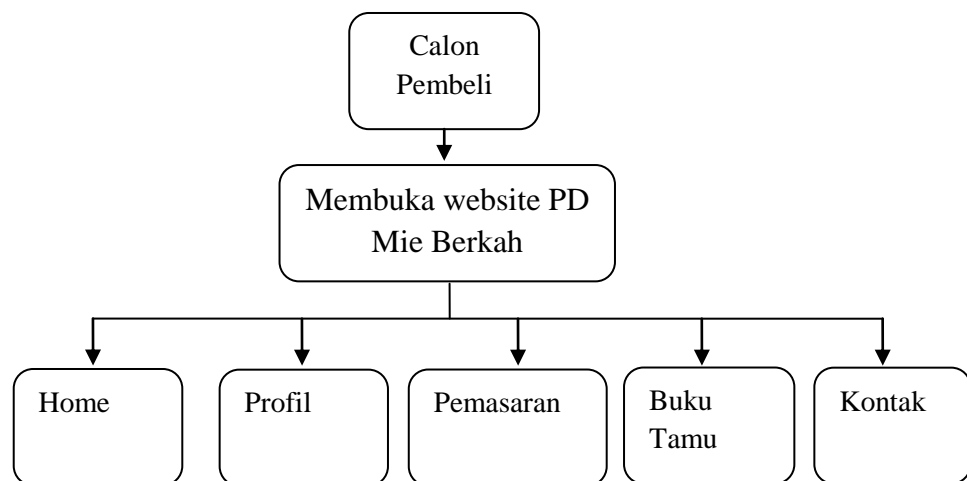 Calon
Pembeli
Membuka website PD
Mie Berkah
Home
Profil
Pemasaran
Buku
Tamu
Kontak